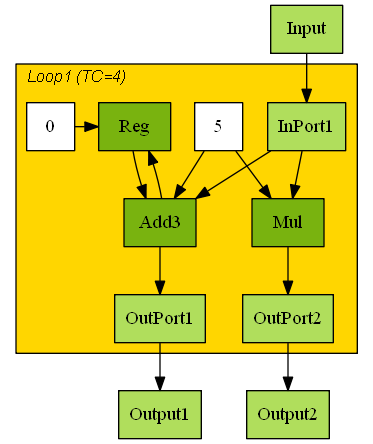 Input
Loop1 (TC=4)
0
Reg
5
InPort1
Add3
Mul
OutPort1
OutPort2
Output1
Output2